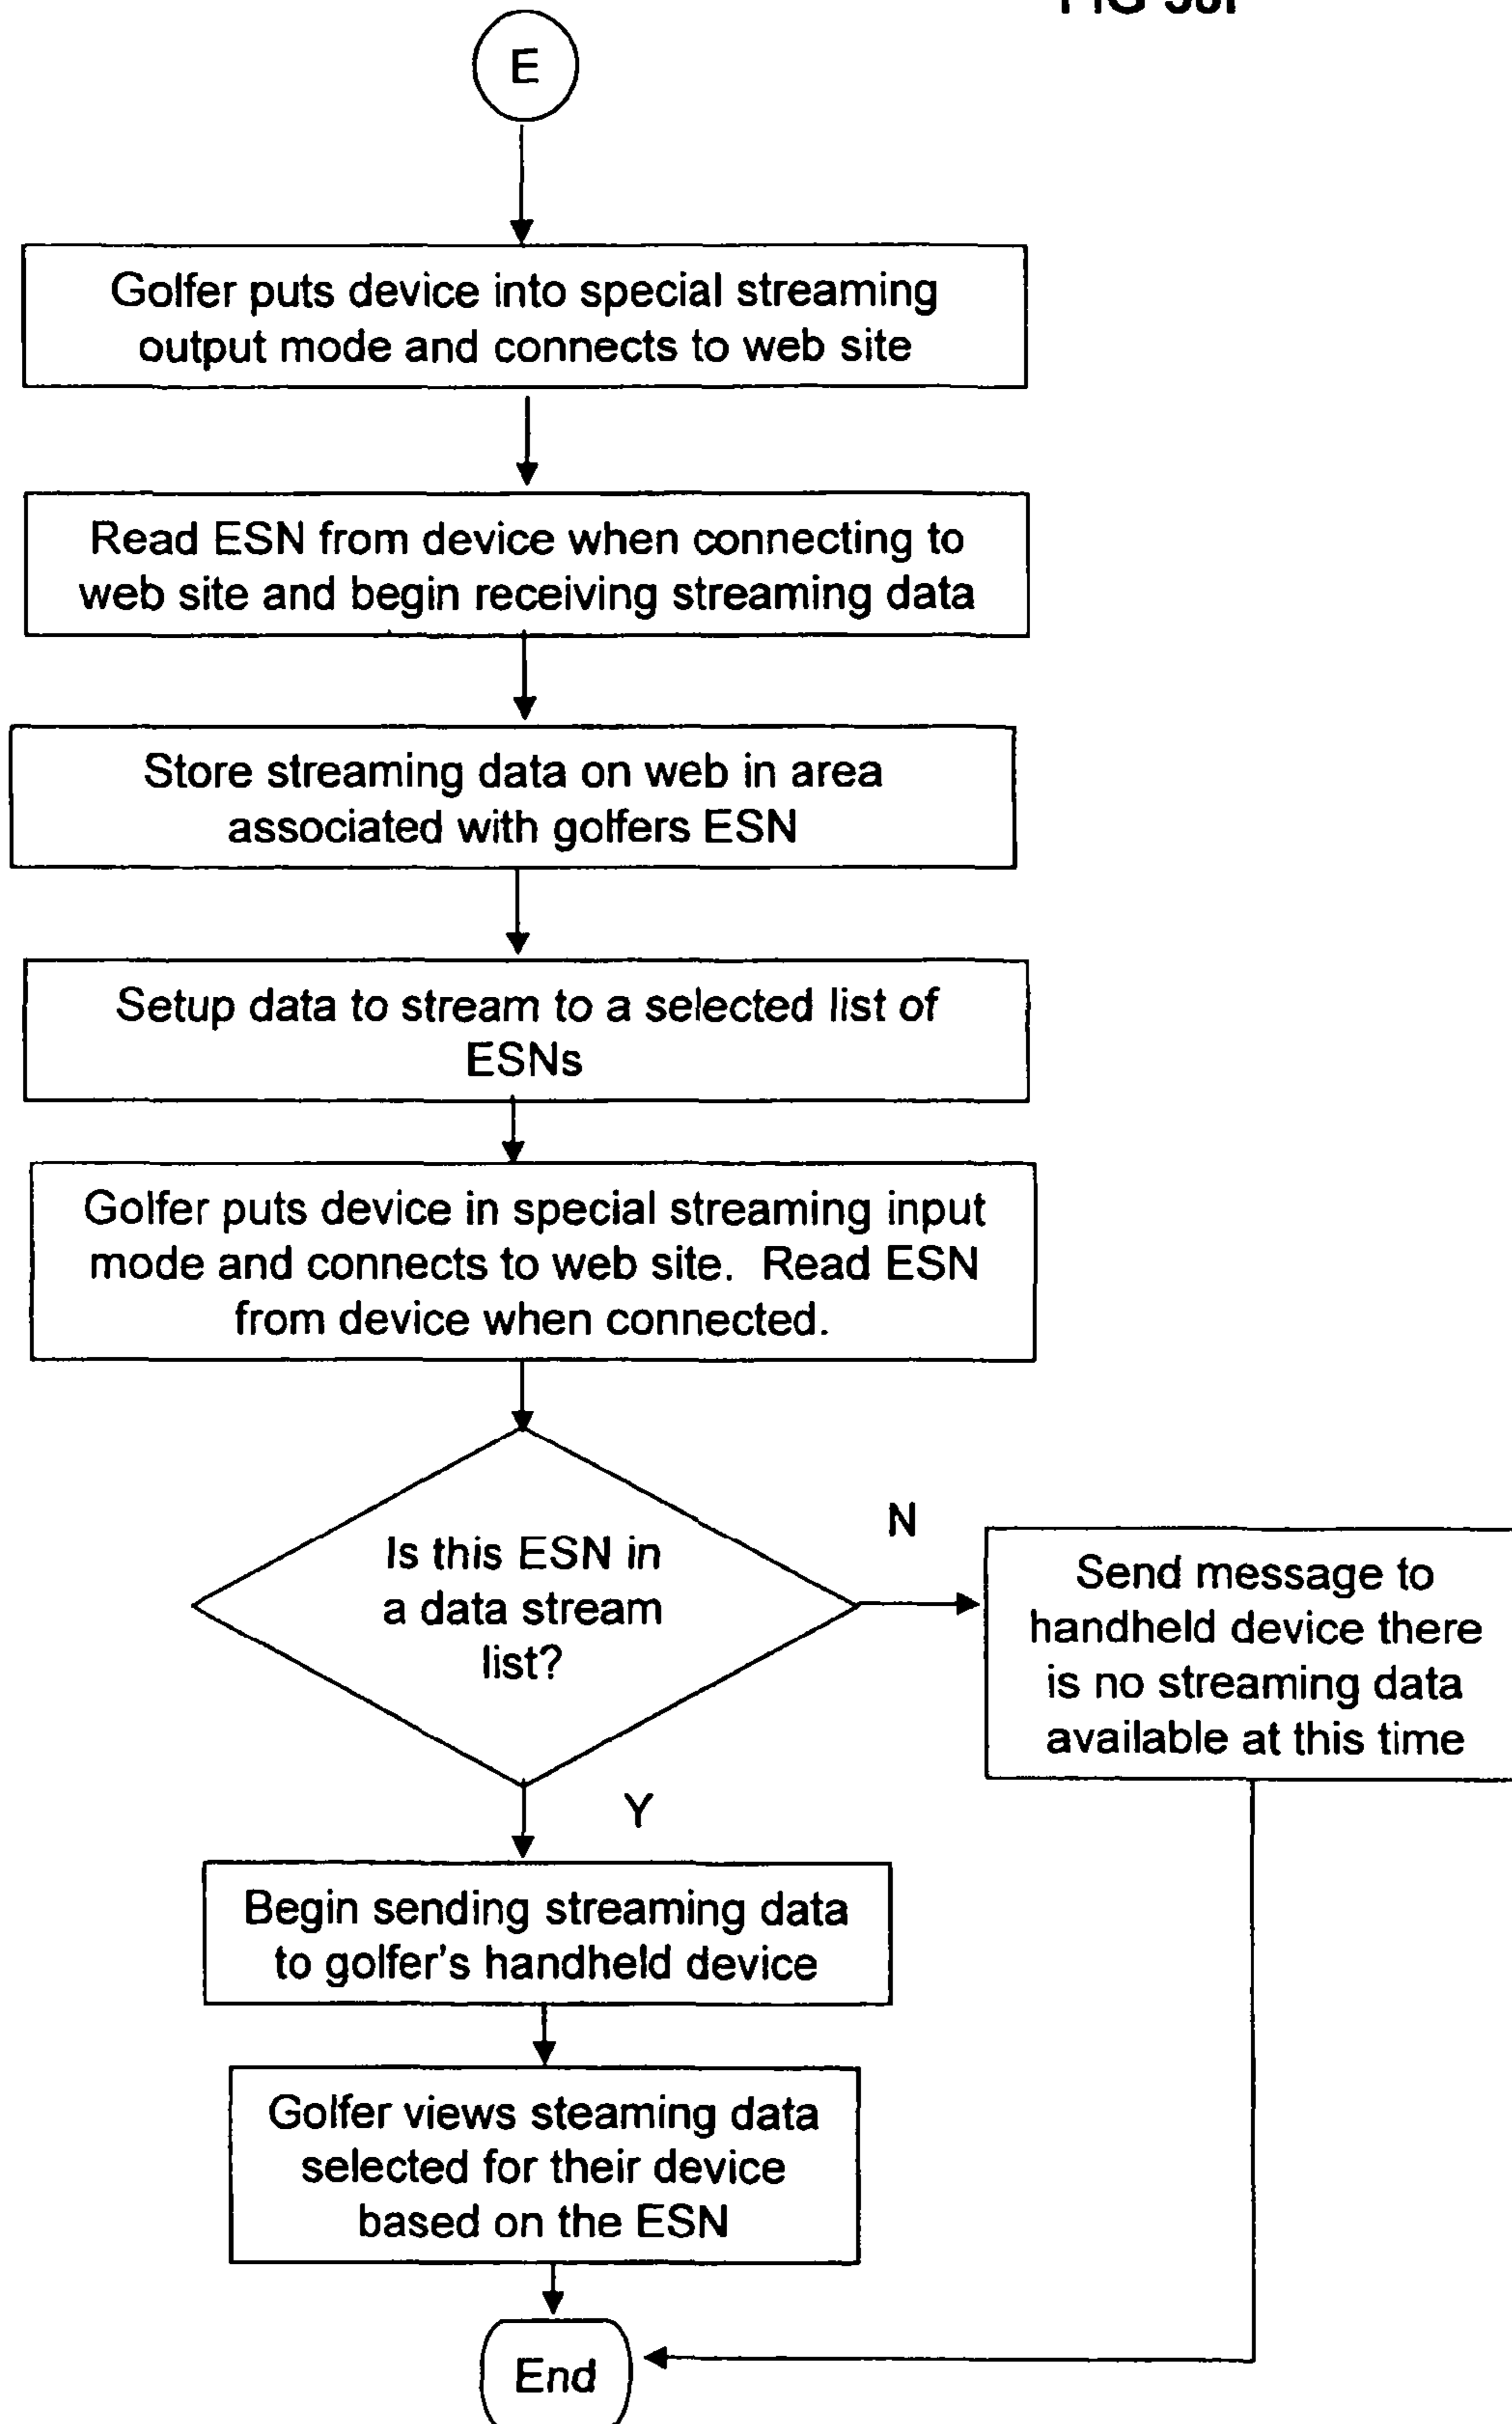 E
Golfer puts device into special streaming
output mode and connects to web site
Read ESN from device when connecting to
web site and begin receiving streaming data
Store streaming data on web in area
associated with golfers ESN
Setup data to stream to a selected list of
ESNs
Golfer puts device in special streaming input
mode and connects to web site. Read ESN
from device when connected.
Is this ESN in
a data stream
list?
N
Send message to
handheld device there
is no streaming data
available at this time
Y
Begin sending streaming data
to golfer's handheld device
Golfer views steaming data
selected for their device
based on the ESN
End